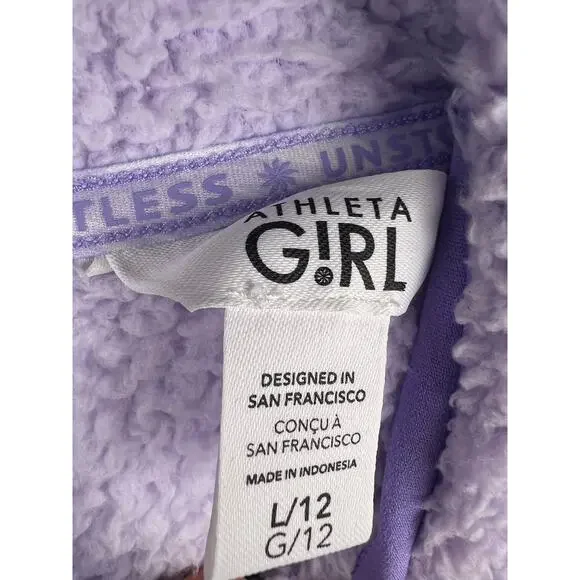 TLESS ✺ UNST
ATHLETA
G!RL
DESIGNED IN
SAN FRANCISCO
CONÇU À
SAN FRANCISCO
MADE IN INDONESIA
L/12
G/12